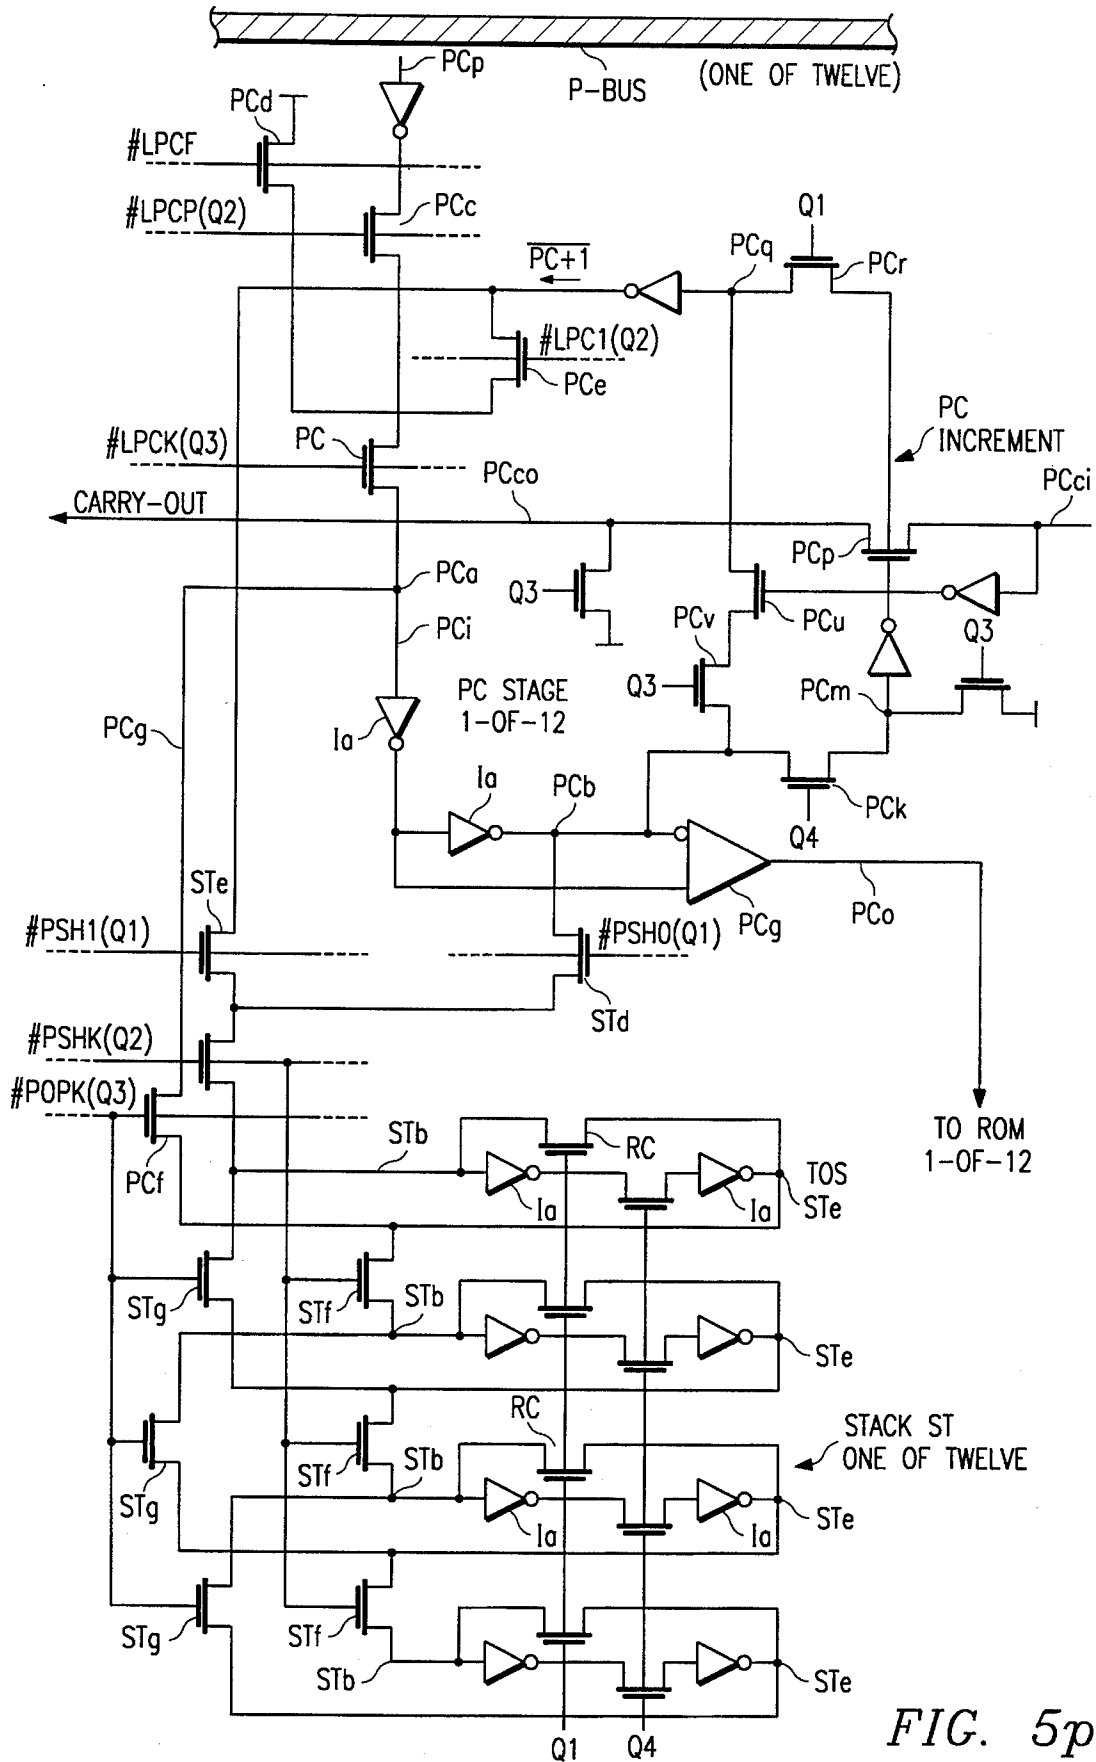 PCp
P-BUS
(ONE OF TWELVE)
PCd
#LPCF
PCc
#LPCP(Q2)
Q1
PC+1
PCq
PCr
#LPC1(Q2)
PCe
PC
INCREMENT
PC
#LPCK(Q3)
PCco
PCci
CARRY-OUT
PCp
PCa
Q3
PCu
PCi
PCv
Q3
PC STAGE
1-OF-12
Q3
PCm
PCg
Ia
Ia
PCb
PCk
Q4
STe
PCg
PCo
#PSH1(Q1)
#PSH0(Q1)
STd
#PSHK(Q2)
#POPK(Q3)
TO ROM
1-OF-12
STb
RC
PCf
TOS
STe
Ia
Ia
STg
STf
STb
STe
RC
STACK ST
ONE OF TWELVE
STg
STf
STb
STe
Ia
Ia
STg
STf
STb
STe
Q1
Q4
FIG. 5p